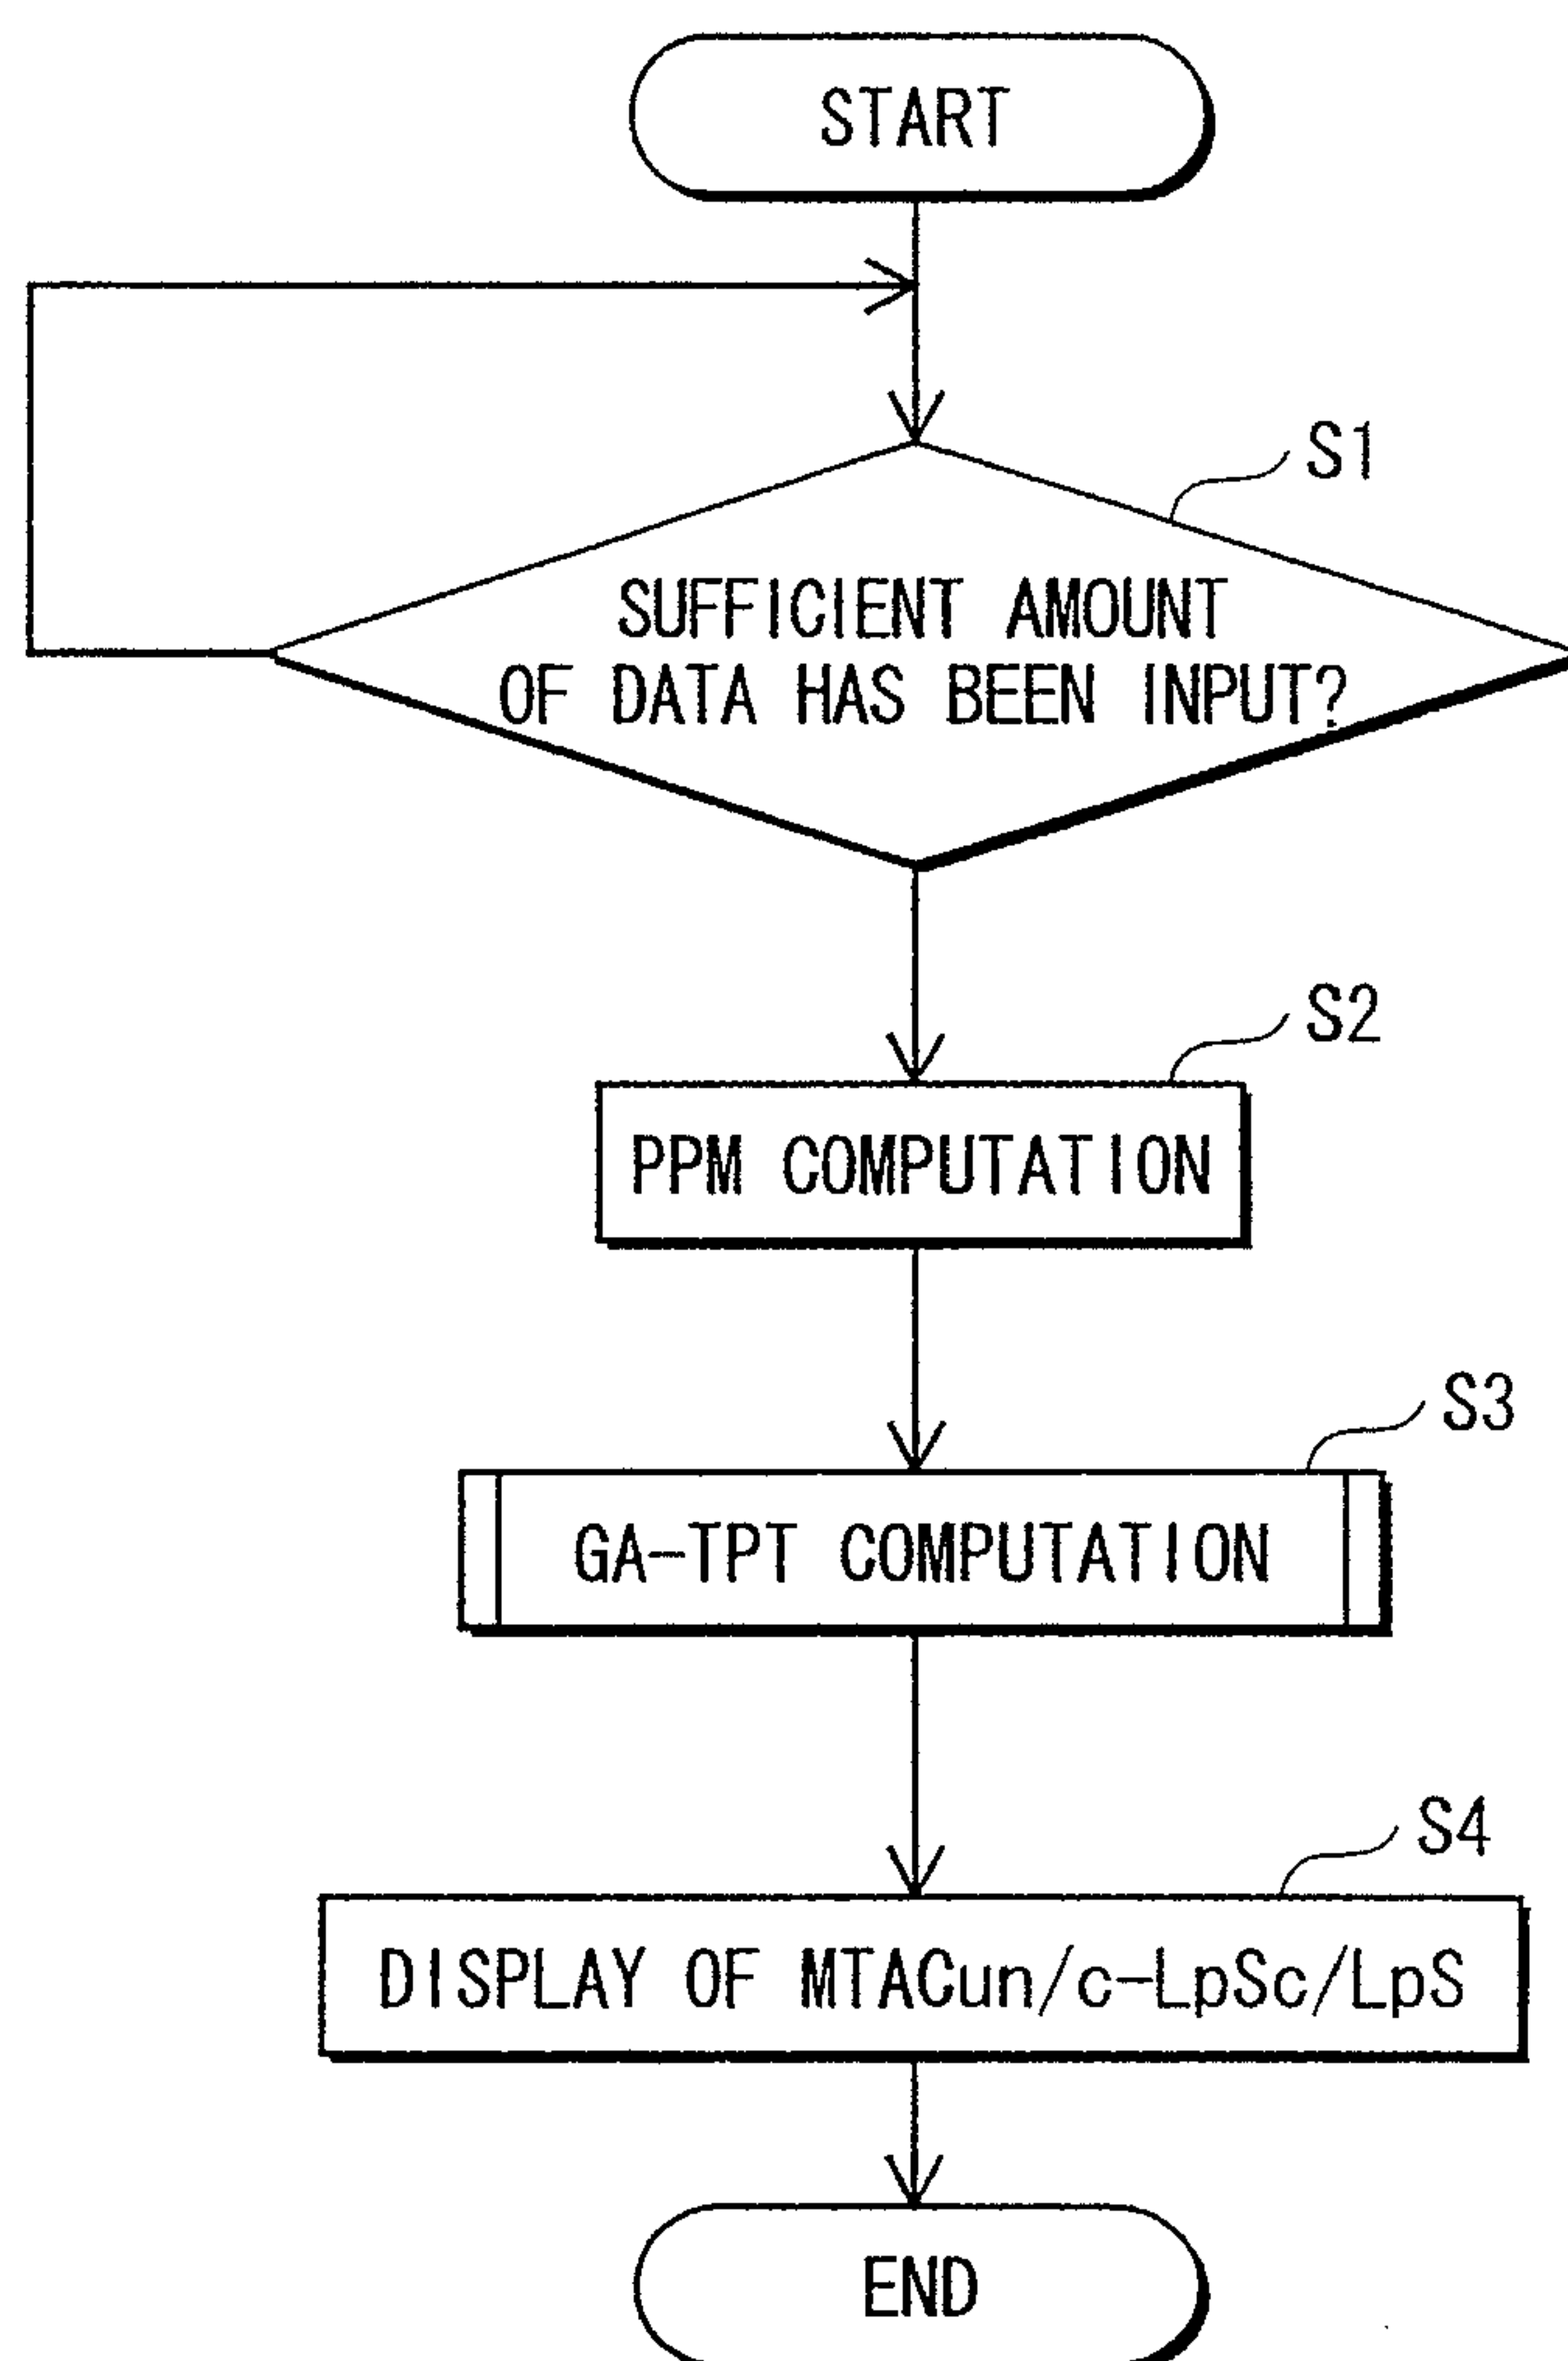 START
S1
SUFFICIENT AMOUNT
OF DATA HAS BEEN INPUT?
S2
PPM COMPUTATION
S3
GA-TPT COMPUTATION
S4
DISPLAY OF MTACun/c-LpSc/LpS
END